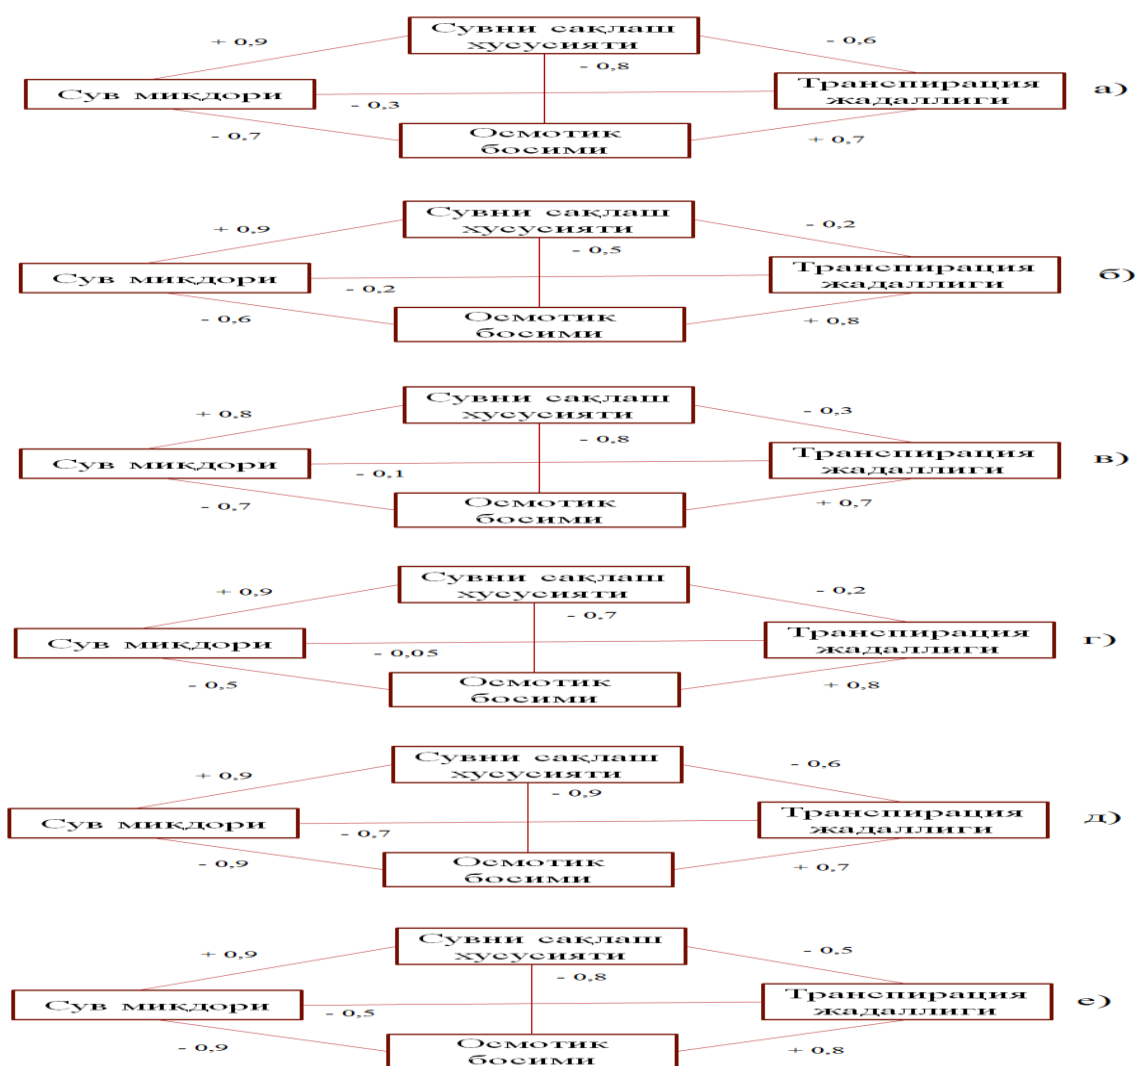 Сувни сақлаш
хусусияти
+ 0,9
- 0,6
- 0,8
Сув миқдори
Транспирация
жадаллиги
а)
- 0,3
Осмотик
босими
- 0,7
+ 0,7
Сувни сақлаш
хусусияти
+ 0,9
- 0,2
- 0,5
Сув миқдори
Транспирация
жадаллиги
б)
- 0,2
Осмотик
босими
- 0,6
+ 0,8
Сувни сақлаш
хусусияти
+ 0,8
- 0,3
- 0,8
Сув миқдори
Транспирация
жадаллиги
в)
- 0,1
Осмотик
босими
- 0,7
+ 0,7
Сувни сақлаш
хусусияти
+ 0,9
- 0,2
- 0,7
Сув миқдори
Транспирация
жадаллиги
г)
- 0,05
Осмотик
босими
- 0,5
+ 0,8
Сувни сақлаш
хусусияти
+ 0,9
- 0,6
- 0,9
Сув миқдори
Транспирация
жадаллиги
д)
- 0,7
Осмотик
босими
- 0,9
+ 0,7
Сувни сақлаш
хусусияти
+ 0,9
- 0,5
- 0,8
Сув миқдори
Транспирация
жадаллиги
е)
- 0,5
Осмотик
босими
- 0,9
+ 0,8